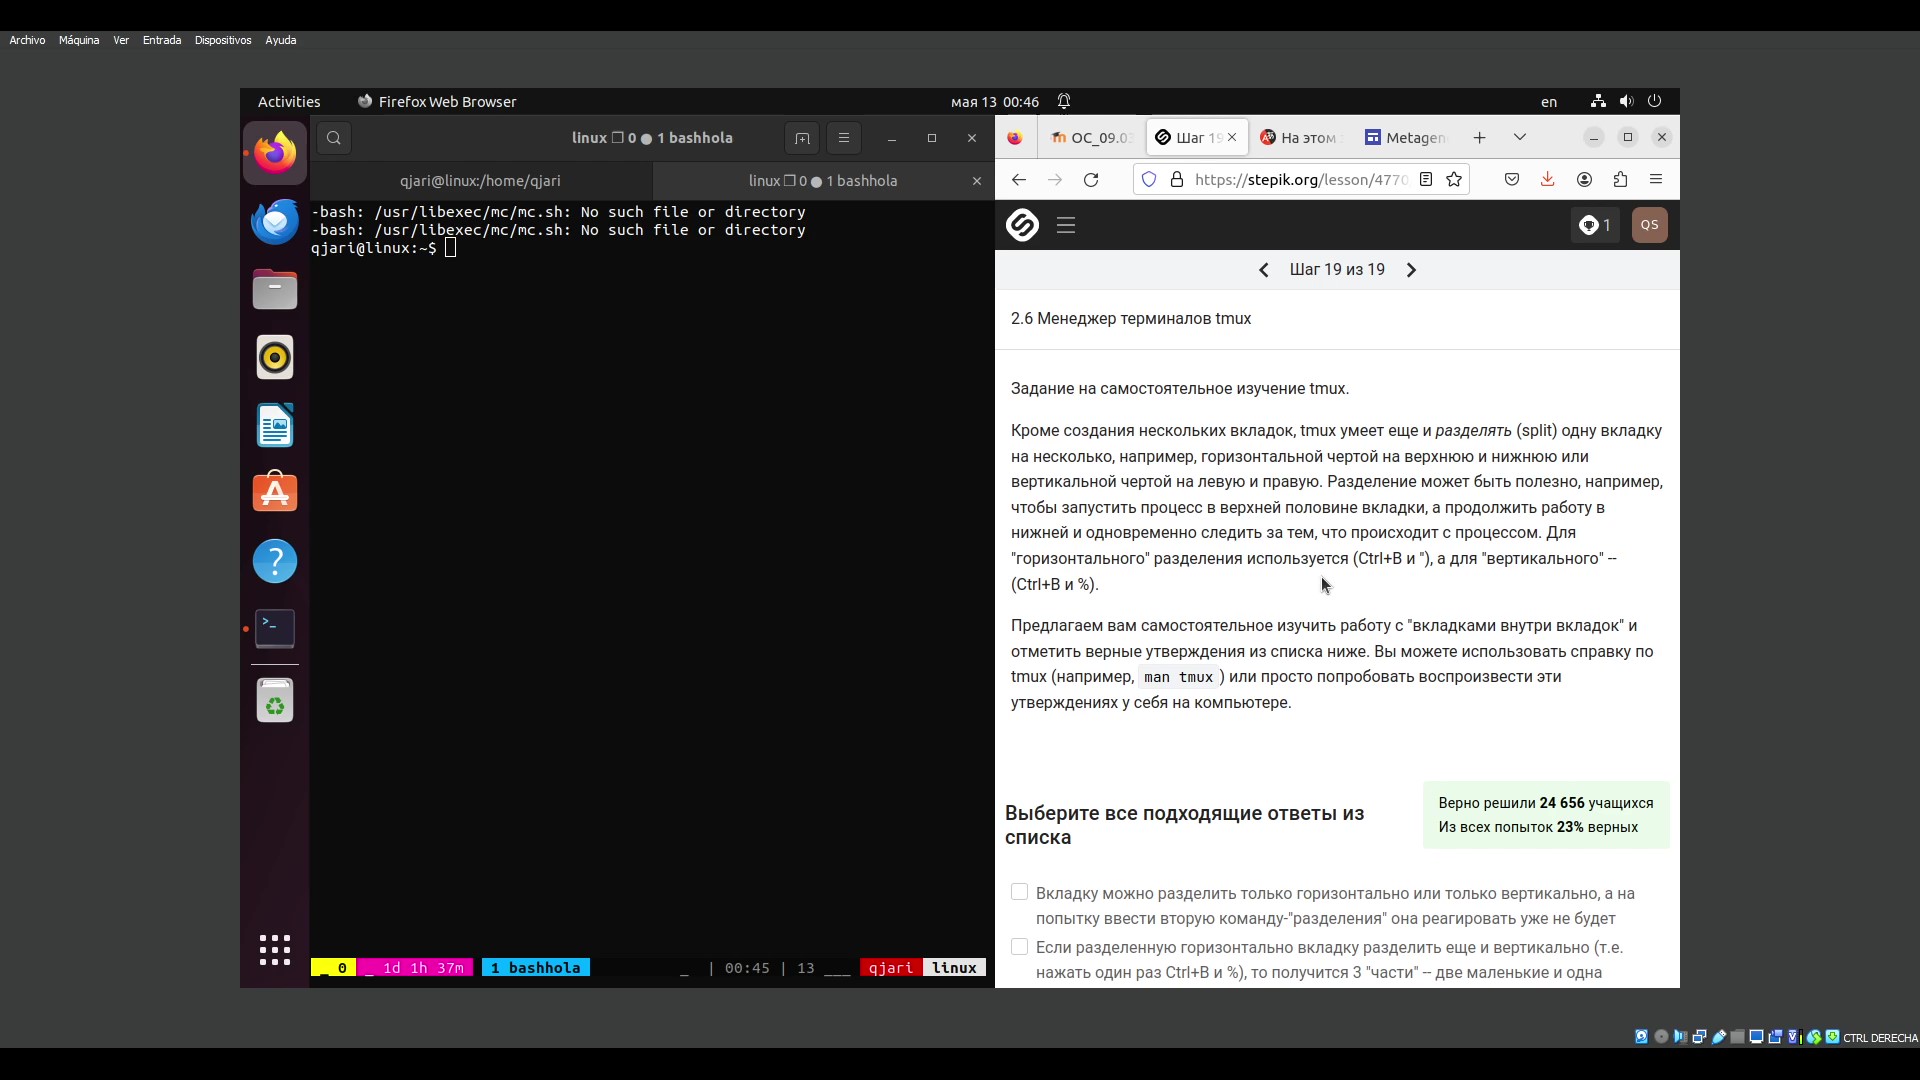 Archivo Máquina Ver Entrada Dispositivos Ayuda
Activities Firefox Web Browser мая 13 00:46 en
linux ❐ 0 ● 1 bashhola
qjari@linux:/home/qjari
linux ❐ 0 ● 1 bashhola
-bash: /usr/libexec/mc/mc.sh: No such file or directory
-bash: /usr/libexec/mc/mc.sh: No such file or directory
qjari@linux:~$
_ 0 _ 1d 1h 37m 1 bashhola _ | 00:45 | 13 ___ qjari linux
ОС_09.03 Шаг 19 На этом Metagen
https://stepik.org/lesson/4770
1 QS
Шаг 19 из 19
2.6 Менеджер терминалов tmux
Задание на самостоятельное изучение tmux.
Кроме создания нескольких вкладок, tmux умеет еще и разделять (split) одну вкладку
на несколько, например, горизонтальной чертой на верхнюю и нижнюю или
вертикальной чертой на левую и правую. Разделение может быть полезно, например,
чтобы запустить процесс в верхней половине вкладки, а продолжить работу в
нижней и одновременно следить за тем, что происходит с процессом. Для
"горизонтального" разделения используется (Ctrl+B и "), а для "вертикального" --
(Ctrl+B и %).
Предлагаем вам самостоятельное изучить работу с "вкладками внутри вкладок" и
отметить верные утверждения из списка ниже. Вы можете использовать справку по
tmux (например, man tmux) или просто попробовать воспроизвести эти
утверждениях у себя на компьютере.
Выберите все подходящие ответы из
списка
Верно решили 24 656 учащихся
Из всех попыток 23% верных
Вкладку можно разделить только горизонтально или только вертикально, а на
попытку ввести вторую команду-"разделения" она реагировать уже не будет
Если разделенную горизонтально вкладку разделить еще и вертикально (т.е.
нажать один раз Ctrl+B и %), то получится 3 "части" -- две маленькие и одна
CTRL DERECHA